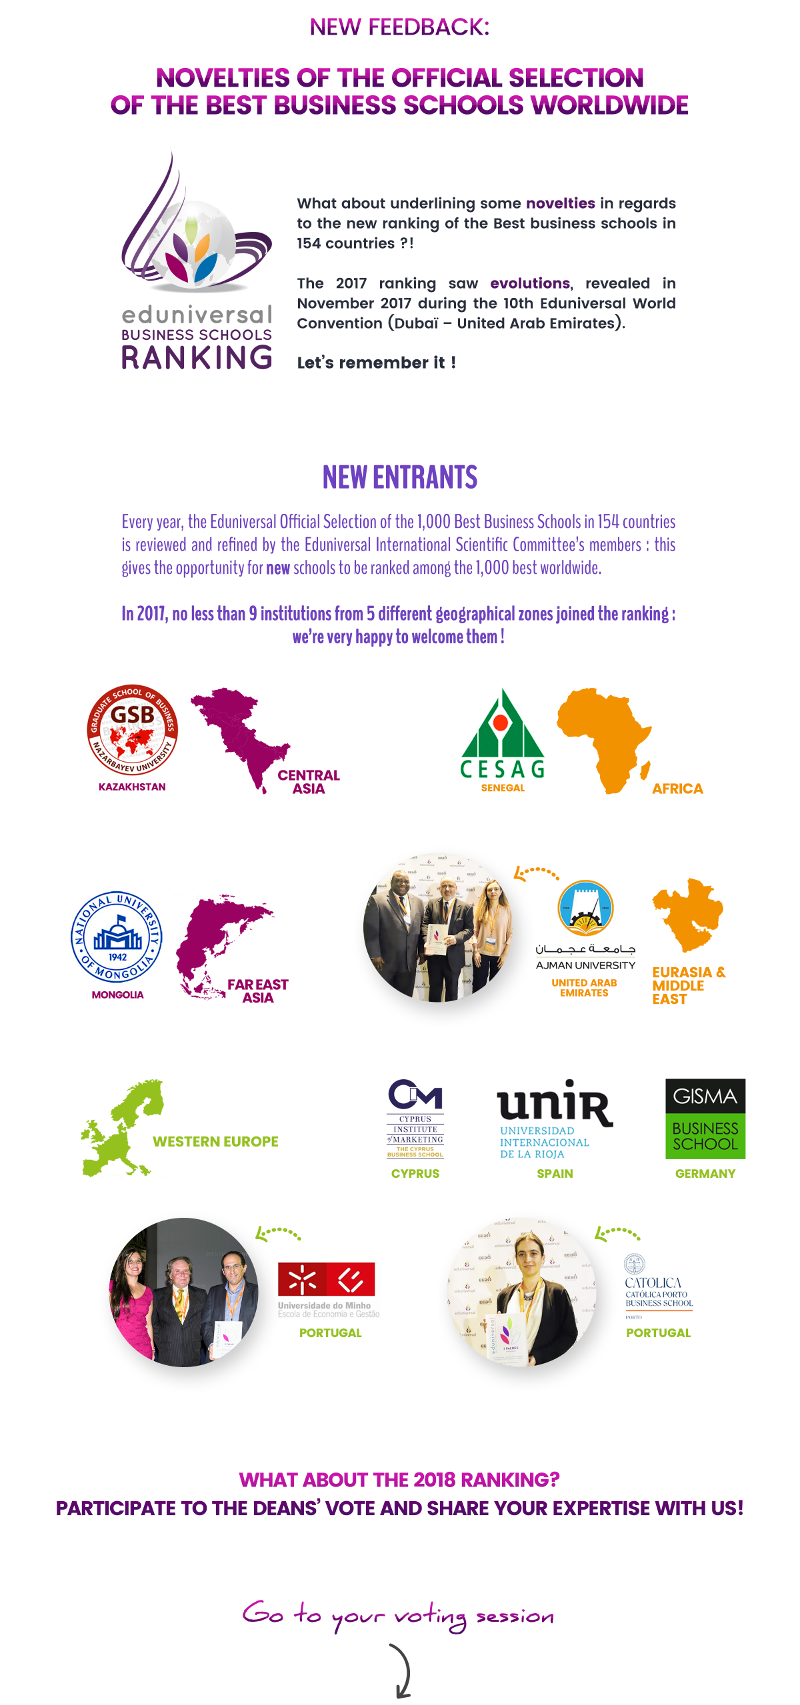 NEW FEEDBACK:
NOVELTIES OF THE OFFICIAL SELECTION
OF THE BEST BUSINESS SCHOOLS WORLDWIDE
What about underlining some novelties in regards
to the new ranking of the Best business schools in
154 countries ?!
The 2017 ranking saw evolutions, revealed in
November 2017 during the 10th Eduniversal World
Convention (Dubaï – United Arab Emirates).
Let's remember it !
eduniversal
BUSINESS SCHOOLS
RANKING
NEW ENTRANTS
Every year, the Eduniversal Official Selection of the 1,000 Best Business Schools in 154 countries
is reviewed and refined by the Eduniversal International Scientific Committee's members : this
gives the opportunity for new schools to be ranked among the 1,000 best worldwide.
In 2017, no less than 9 institutions from 5 different geographical zones joined the ranking :
we're very happy to welcome them !
GRADUATE SCHOOL OF BUSINESS
GSB
NAZARBAYEV UNIVERSITY
KAZAKHSTAN
CENTRAL
ASIA
CESAG
SENEGAL
AFRICA
NATIONAL UNIVERSITY
1942
OF MONGOLIA
MONGOLIA
FAR EAST
ASIA
جامعة عجمان
AJMAN UNIVERSITY
UNITED ARAB
EMIRATES
EURASIA &
MIDDLE
EAST
WESTERN EUROPE
CIM
CYPRUS
INSTITUTE
of MARKETING
THE CYPRUS
BUSINESS SCHOOL
CYPRUS
uniR
UNIVERSIDAD
INTERNACIONAL
DE LA RIOJA
SPAIN
GISMA
BUSINESS
SCHOOL
GERMANY
Universidade do Minho
Escola de Economia e Gestão
PORTUGAL
eduniversal
CATOLICA
CATÓLICA PORTO
BUSINESS SCHOOL
PORTO
PORTUGAL
WHAT ABOUT THE 2018 RANKING?
PARTICIPATE TO THE DEANS' VOTE AND SHARE YOUR EXPERTISE WITH US!
Go to your voting session